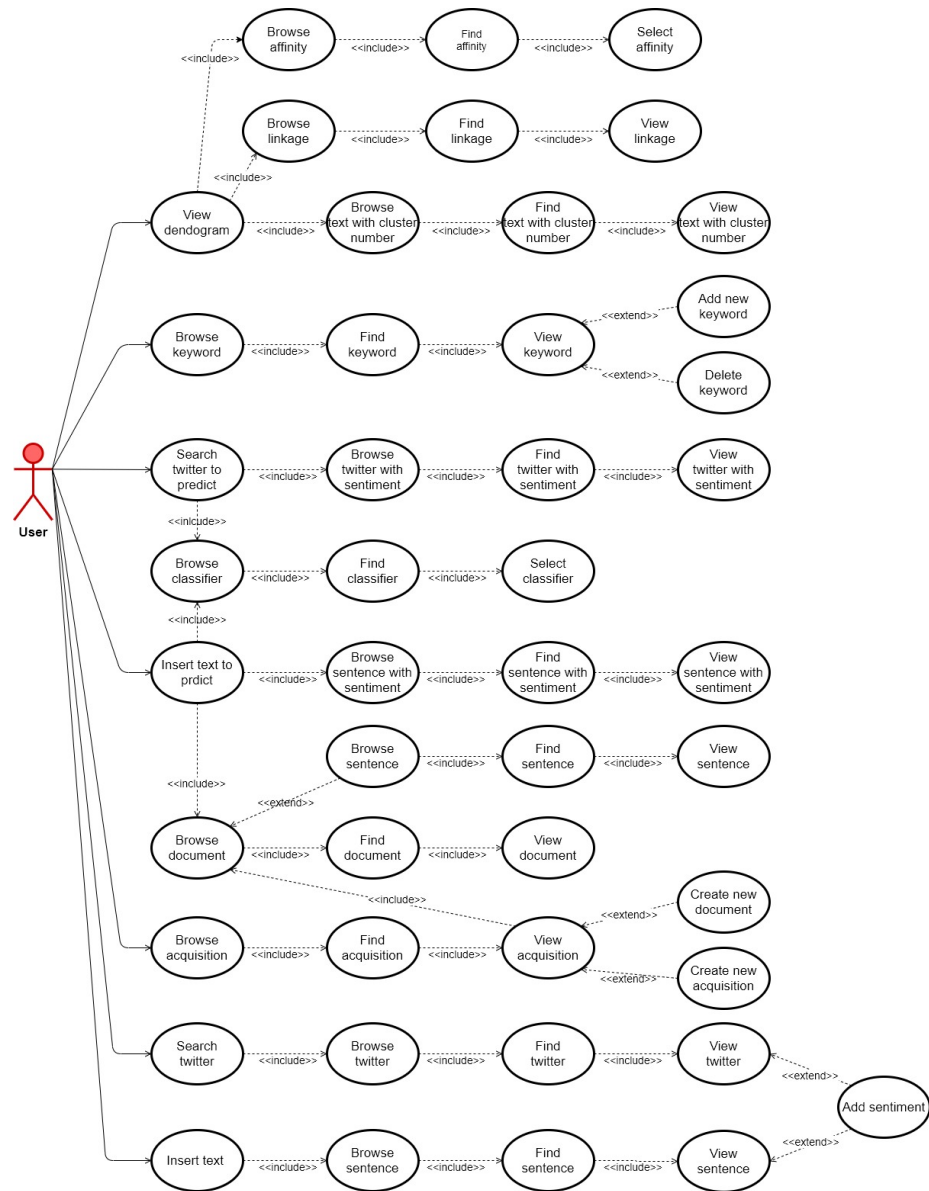 Browse
affinity
<<include>>
Find
affinity
<<include>>
Select
affinity
<<include>>
Browse
linkage
<<include>>
Find
linkage
<<include>>
View
linkage
<<include>>
View
dendogram
<<include>>
Browse
text with cluster
number
<<include>>
Find
text with cluster
number
<<include>>
View
text with cluster
number
Add new
keyword
<<extend>>
Browse
keyword
<<include>>
Find
keyword
<<include>>
View
keyword
<<extend>>
Delete
keyword
User
Search
twitter to
predict
<<include>>
Browse
twitter with
sentiment
<<include>>
Find
twitter with
sentiment
<<include>>
View
twitter with
sentiment
<<inlcude>>
Browse
classifier
<<include>>
Find
classifier
<<include>>
Select
classifier
<<include>>
Insert text to
prdict
<<include>>
Browse
sentence with
sentiment
<<include>>
Find
sentence with
sentiment
<<include>>
View
sentence with
sentiment
Browse
sentence
<<include>>
Find
sentence
<<include>>
View
sentence
<<include>>
<<extend>>
Browse
document
<<include>>
Find
document
<<include>>
View
document
<<include>>
Create new
document
<<extend>>
Browse
acquisition
<<include>>
Find
acquisition
<<include>>
View
acquisition
<<extend>>
Create new
acquisition
Search
twitter
<<include>>
Browse
twitter
<<include>>
Find
twitter
<<include>>
View
twitter
<<extend>>
Add sentiment
<<extend>>
Insert text
<<include>>
Browse
sentence
<<include>>
Find
sentence
<<include>>
View
sentence